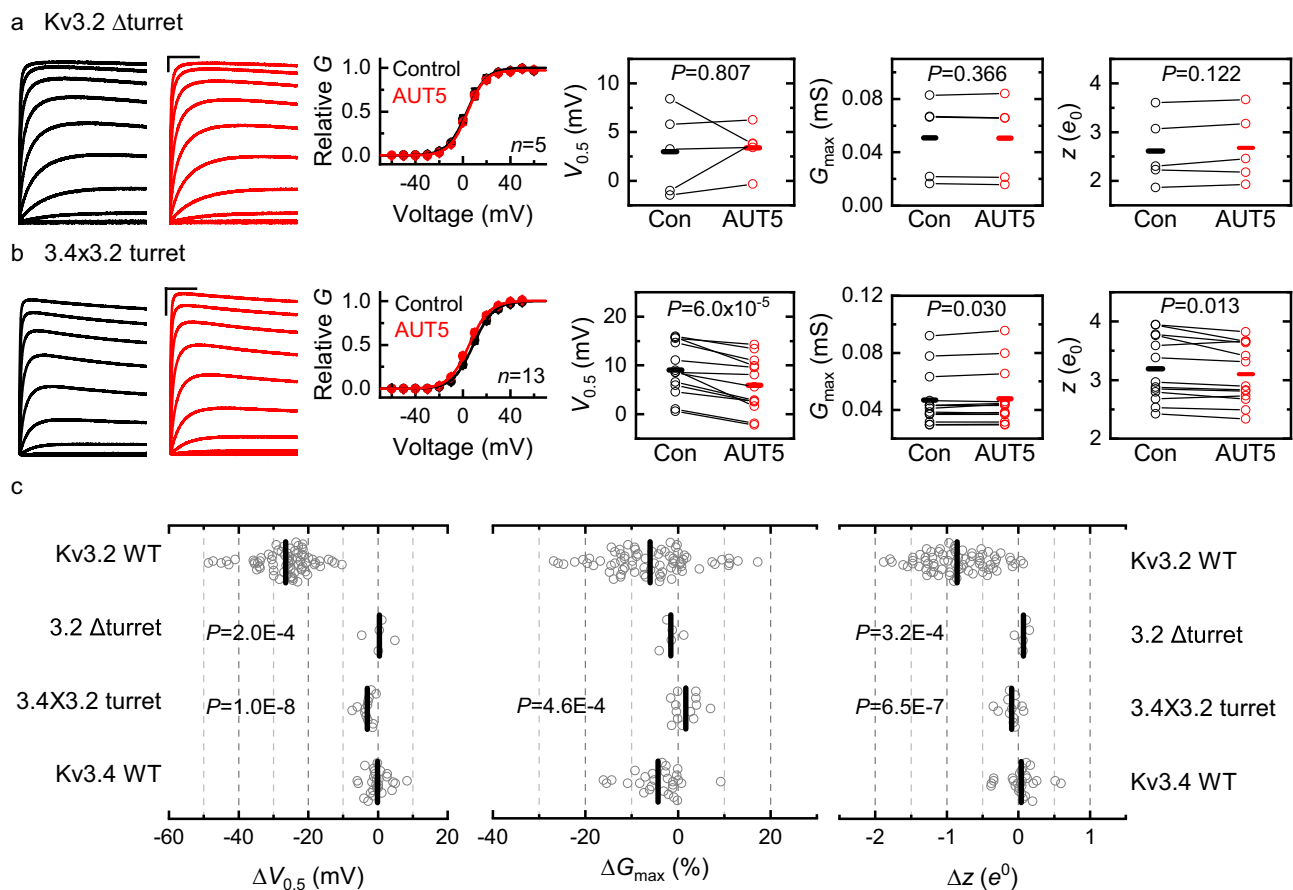 a Kv3.2 Δturret
Relative G
1.0
0.5
0.0
Control
AUT5
n=5
-40 0 40
Voltage (mV)
V0.5 (mV)
10
5
0
P=0.807
Con AUT5
Gmax (mS)
0.08
0.04
0.00
P=0.366
Con AUT5
z (e0)
4
3
2
P=0.122
Con AUT5
b 3.4x3.2 turret
Relative G
1.0
0.5
0.0
Control
AUT5
n=13
-40 0 40
Voltage (mV)
V0.5 (mV)
20
10
0
P=6.0x10-5
Con AUT5
Gmax (mS)
0.12
0.08
0.04
P=0.030
Con AUT5
z (e0)
4
3
2
P=0.013
Con AUT5
c
Kv3.2 WT
3.2 Δturret
3.4X3.2 turret
Kv3.4 WT
P=2.0E-4
P=1.0E-8
-60 -40 -20 0 20
ΔV0.5 (mV)
P=4.6E-4
-40 -20 0 20
ΔGmax (%)
P=3.2E-4
P=6.5E-7
-2 -1 0 1
Δz (e0)
Kv3.2 WT
3.2 Δturret
3.4X3.2 turret
Kv3.4 WT